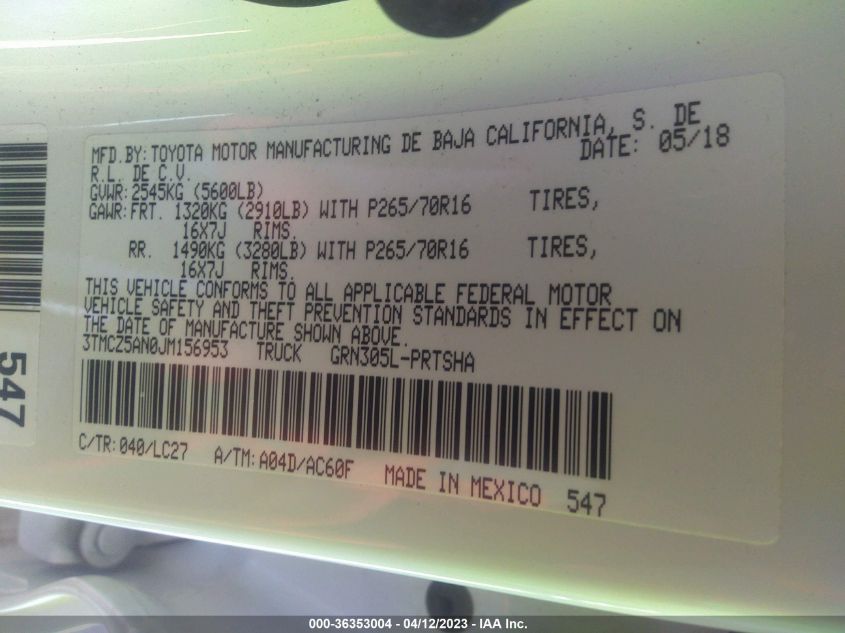 MFD.BY: TOYOTA MOTOR MANUFACTURING DE BAJA CALIFORNIA, S. DE
R.L. DE C.V. DATE: 05/18
GVWR: 2545KG (5600LB)
GAWR: FRT. 1320KG (2910LB) WITH P265/70R16 TIRES,
16X7J RIMS.
RR. 1490KG (3280LB) WITH P265/70R16 TIRES,
16X7J RIMS.
THIS VEHICLE CONFORMS TO ALL APPLICABLE FEDERAL MOTOR
VEHICLE SAFETY AND THEFT PREVENTION STANDARDS IN EFFECT ON
THE DATE OF MANUFACTURE SHOWN ABOVE.
3TMCZ5AN0JM156953 TRUCK GRN305L-PRTSHA
C/TR: 040/LC27 A/TM: A04D/AC60F MADE IN MEXICO 547
547
000-36353004 - 04/12/2023 - IAA Inc.